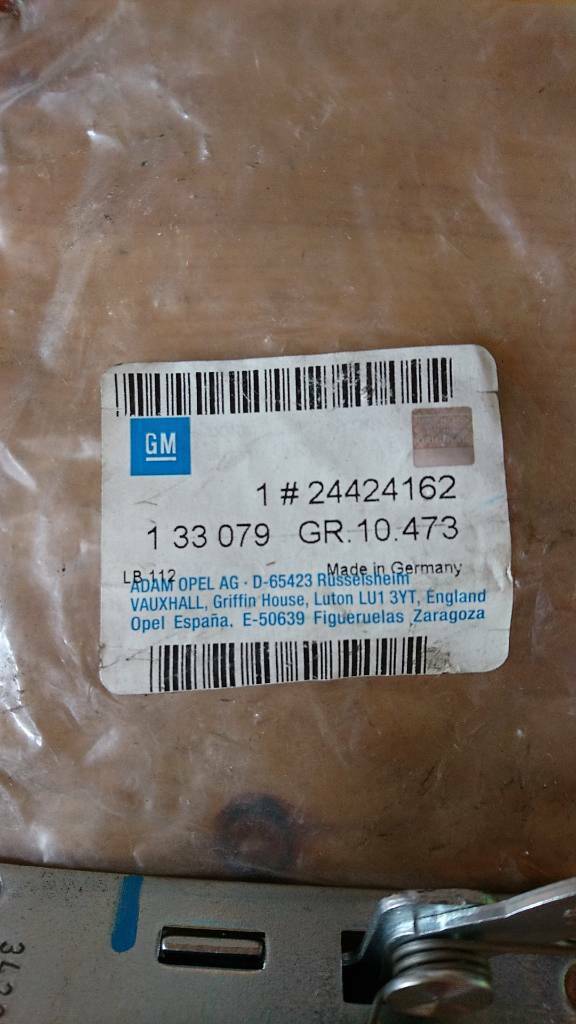 GM
1 # 24424162
1 33 079 GR.10.473
LB 112 Made in Germany
ADAM OPEL AG · D-65423 Rüsselsheim
VAUXHALL, Griffin House, Luton LU1 3YT, England
Opel España. E-50639 Figueruelas Zaragoza